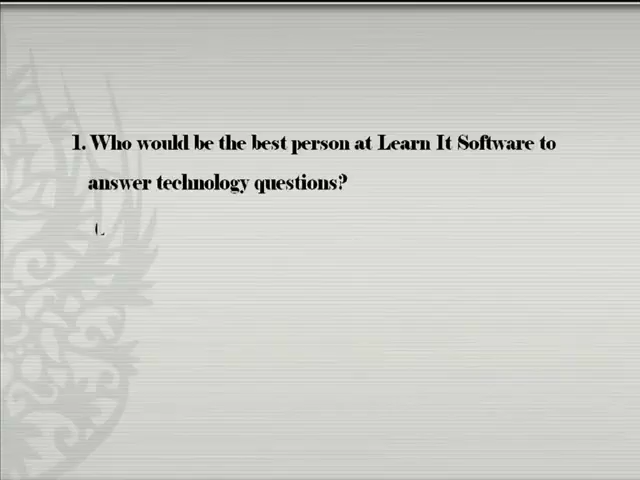 1. Who would be the best person at Learn It Software to
answer technology questions?